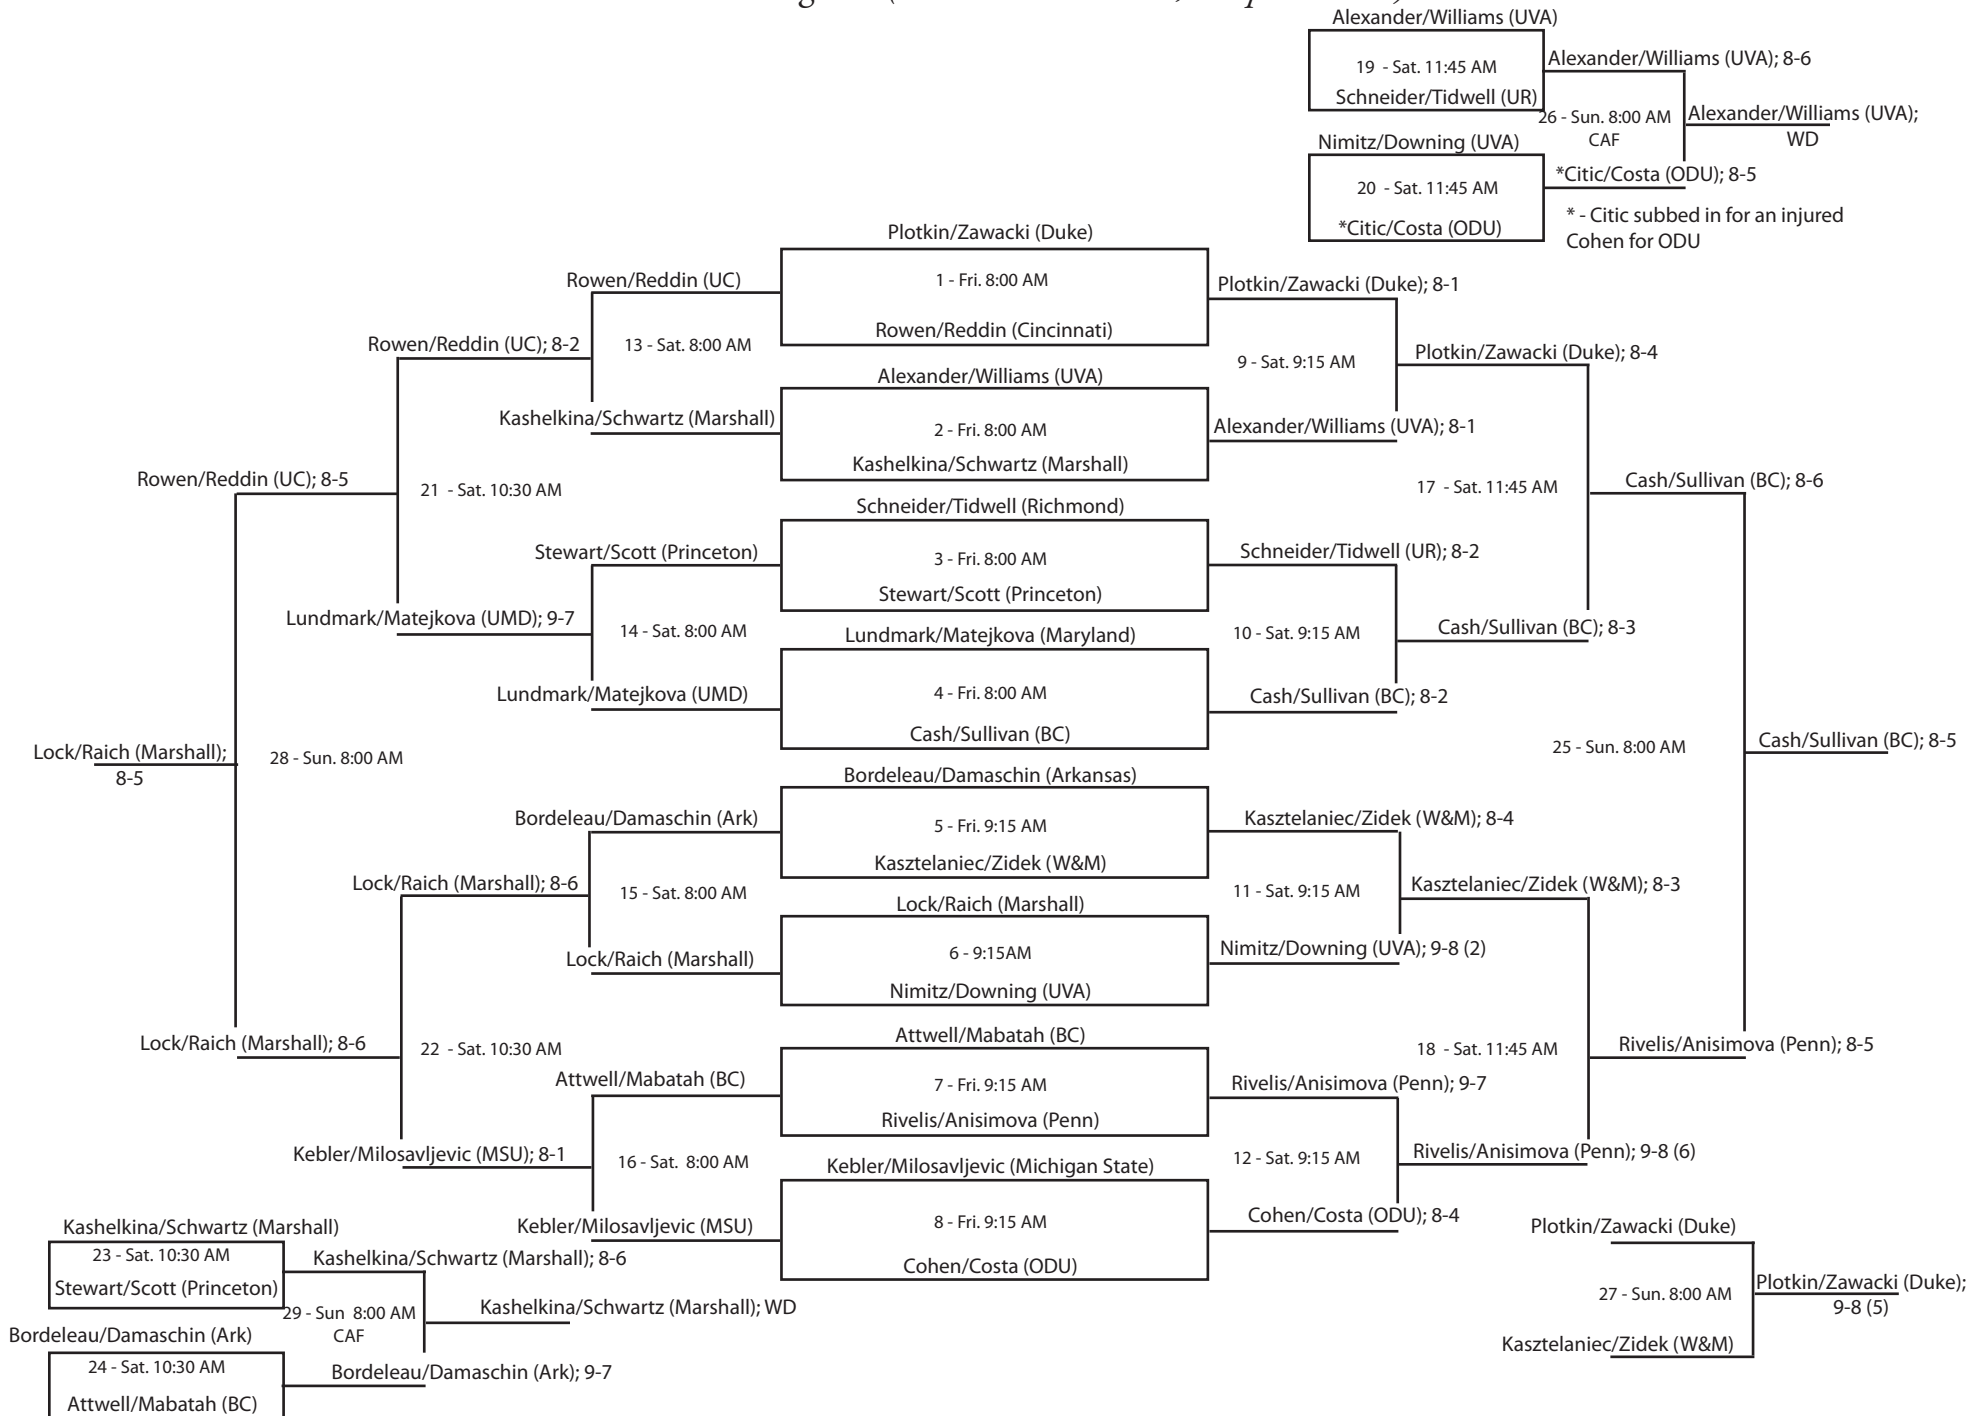 Alexander/Williams (UVA)
19 - Sat. 11:45 AM
Schneider/Tidwell (UR)
Alexander/Williams (UVA); 8-6
26 - Sun. 8:00 AM
CAF
Alexander/Williams (UVA);
WD
Nimitz/Downing (UVA)
20 - Sat. 11:45 AM
*Citic/Costa (ODU)
*Citic/Costa (ODU); 8-5
* - Citic subbed in for an injured
Cohen for ODU
Plotkin/Zawacki (Duke)
1 - Fri. 8:00 AM
Rowen/Reddin (Cincinnati)
Alexander/Williams (UVA)
2 - Fri. 8:00 AM
Kashelkina/Schwartz (Marshall)
Schneider/Tidwell (Richmond)
3 - Fri. 8:00 AM
Stewart/Scott (Princeton)
Lundmark/Matejkova (Maryland)
4 - Fri. 8:00 AM
Cash/Sullivan (BC)
Bordeleau/Damaschin (Arkansas)
5 - Fri. 9:15 AM
Kasztelaniec/Zidek (W&M)
Lock/Raich (Marshall)
6 - 9:15AM
Nimitz/Downing (UVA)
Attwell/Mabatah (BC)
7 - Fri. 9:15 AM
Rivelis/Anisimova (Penn)
Kebler/Milosavljevic (Michigan State)
8 - Fri. 9:15 AM
Cohen/Costa (ODU)
Plotkin/Zawacki (Duke); 8-1
9 - Sat. 9:15 AM
Alexander/Williams (UVA); 8-1
Schneider/Tidwell (UR); 8-2
10 - Sat. 9:15 AM
Cash/Sullivan (BC); 8-2
Kasztelaniec/Zidek (W&M); 8-4
11 - Sat. 9:15 AM
Nimitz/Downing (UVA); 9-8 (2)
Rivelis/Anisimova (Penn); 9-7
12 - Sat. 9:15 AM
Cohen/Costa (ODU); 8-4
Plotkin/Zawacki (Duke); 8-4
17 - Sat. 11:45 AM
Cash/Sullivan (BC); 8-3
Kasztelaniec/Zidek (W&M); 8-3
18 - Sat. 11:45 AM
Rivelis/Anisimova (Penn); 9-8 (6)
Cash/Sullivan (BC); 8-6
25 - Sun. 8:00 AM
Rivelis/Anisimova (Penn); 8-5
Cash/Sullivan (BC); 8-5
Plotkin/Zawacki (Duke)
27 - Sun. 8:00 AM
Kasztelaniec/Zidek (W&M)
Plotkin/Zawacki (Duke);
9-8 (5)
Rowen/Reddin (UC)
13 - Sat. 8:00 AM
Kashelkina/Schwartz (Marshall)
Stewart/Scott (Princeton)
14 - Sat. 8:00 AM
Lundmark/Matejkova (UMD)
Bordeleau/Damaschin (Ark)
15 - Sat. 8:00 AM
Lock/Raich (Marshall)
Attwell/Mabatah (BC)
16 - Sat. 8:00 AM
Kebler/Milosavljevic (MSU)
Rowen/Reddin (UC); 8-2
21 - Sat. 10:30 AM
Lundmark/Matejkova (UMD); 9-7
Lock/Raich (Marshall); 8-6
22 - Sat. 10:30 AM
Kebler/Milosavljevic (MSU); 8-1
Rowen/Reddin (UC); 8-5
28 - Sun. 8:00 AM
Lock/Raich (Marshall); 8-6
Lock/Raich (Marshall);
8-5
Kashelkina/Schwartz (Marshall)
23 - Sat. 10:30 AM
Stewart/Scott (Princeton)
Kashelkina/Schwartz (Marshall); 8-6
29 - Sun 8:00 AM
CAF
Kashelkina/Schwartz (Marshall); WD
Bordeleau/Damaschin (Ark)
24 - Sat. 10:30 AM
Attwell/Mabatah (BC)
Bordeleau/Damaschin (Ark); 9-7